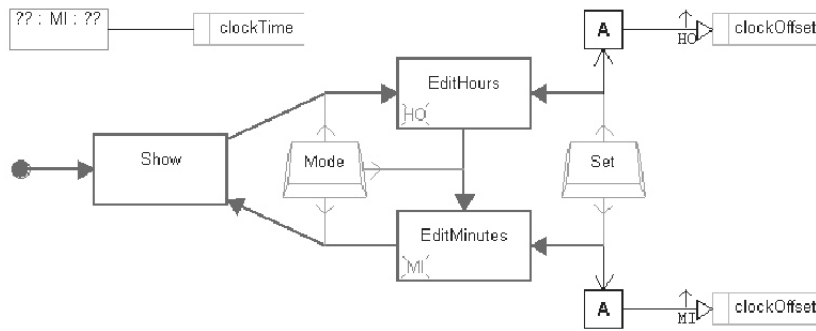 ?? : MI : ??
clockTime
A
HO
clockOffset
EditHours
HO
Show
Mode
Set
EditMinutes
MI
A
MI
clockOffset